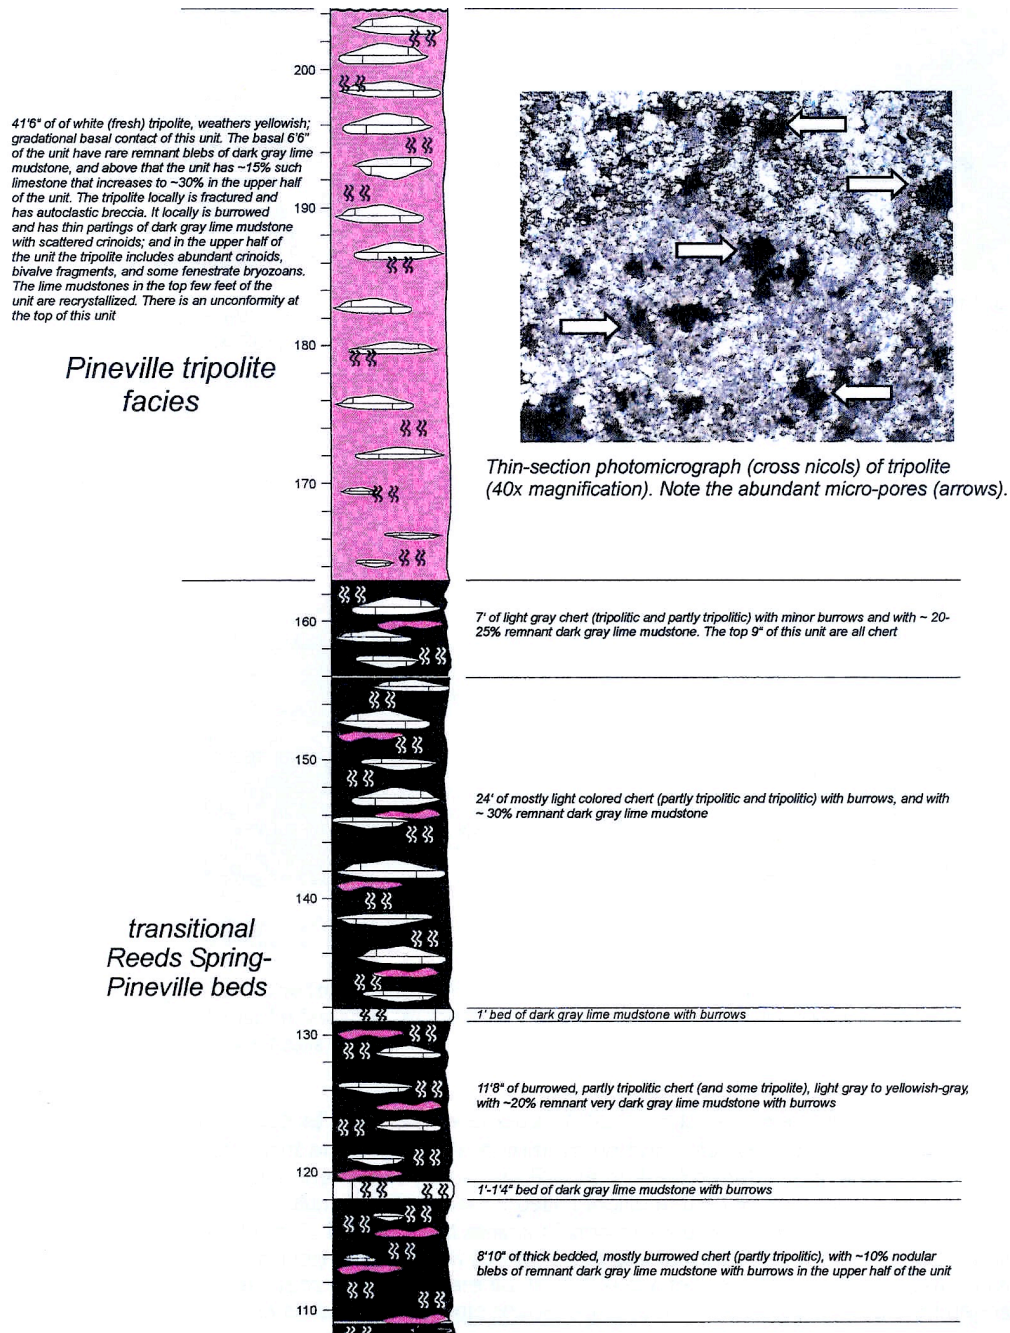 200
41'6" of of white (fresh) tripolite, weathers yellowish;
gradational basal contact of this unit. The basal 6'6"
of the unit have rare remnant blebs of dark gray lime
mudstone, and above that the unit has ~15% such
limestone that increases to ~30% in the upper half
of the unit. The tripolite locally is fractured and
has autoclastic breccia. It locally is burrowed
and has thin partings of dark gray lime mudstone
with scattered crinoids; and in the upper half of
the unit the tripolite includes abundant crinoids,
bivalve fragments, and some fenestrate bryozoans.
The lime mudstones in the top few feet of the
unit are recrystallized. There is an unconformity at
the top of this unit
190
180
Pineville tripolite
facies
170
Thin-section photomicrograph (cross nicols) of tripolite
(40x magnification). Note the abundant micro-pores (arrows).
160
7' of light gray chert (tripolitic and partly tripolitic) with minor burrows and with ~ 20-
25% remnant dark gray lime mudstone. The top 9" of this unit are all chert
150
24' of mostly light colored chert (partly tripolitic and tripolitic) with burrows, and with
~ 30% remnant dark gray lime mudstone
140
transitional
Reeds Spring-
Pineville beds
1' bed of dark gray lime mudstone with burrows
130
11'8" of burrowed, partly tripolitic chert (and some tripolite), light gray to yellowish-gray,
with ~20% remnant very dark gray lime mudstone with burrows
120
1'-1'4" bed of dark gray lime mudstone with burrows
8'10" of thick bedded, mostly burrowed chert (partly tripolitic), with ~10% nodular
blebs of remnant dark gray lime mudstone with burrows in the upper half of the unit
110